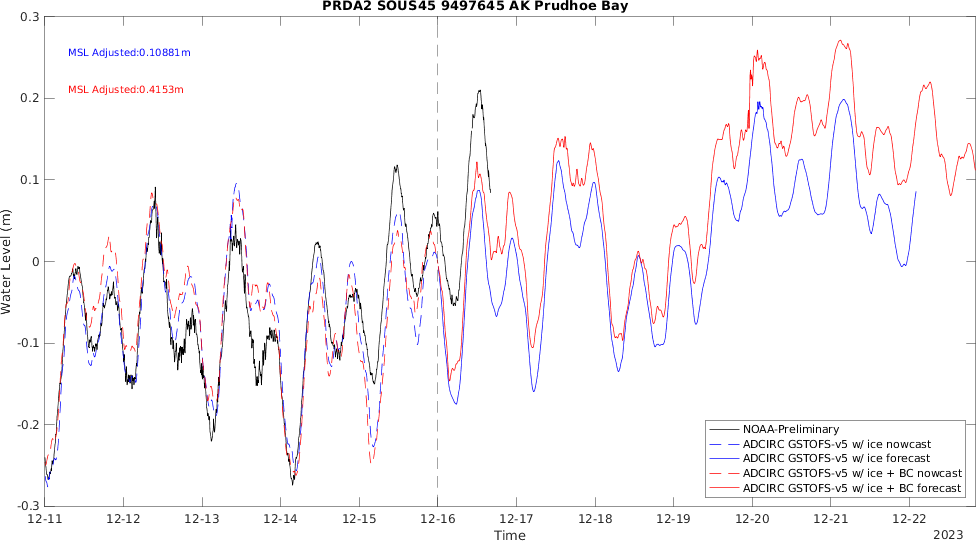 PRDA2 SOUS45 9497645 AK Prudhoe Bay
0.3
MSL Adjusted:0.10881m
MSL Adjusted:0.4153m
0.2
0.1
0
-0.1
-0.2
-0.3
Water Level (m)
NOAA-Preliminary
ADCIRC GSTOFS-v5 w/ ice nowcast
ADCIRC GSTOFS-v5 w/ ice forecast
ADCIRC GSTOFS-v5 w/ ice + BC nowcast
ADCIRC GSTOFS-v5 w/ ice + BC forecast
12-11 12-12 12-13 12-14 12-15 12-16 12-17 12-18 12-19 12-20 12-21 12-22
Time
2023